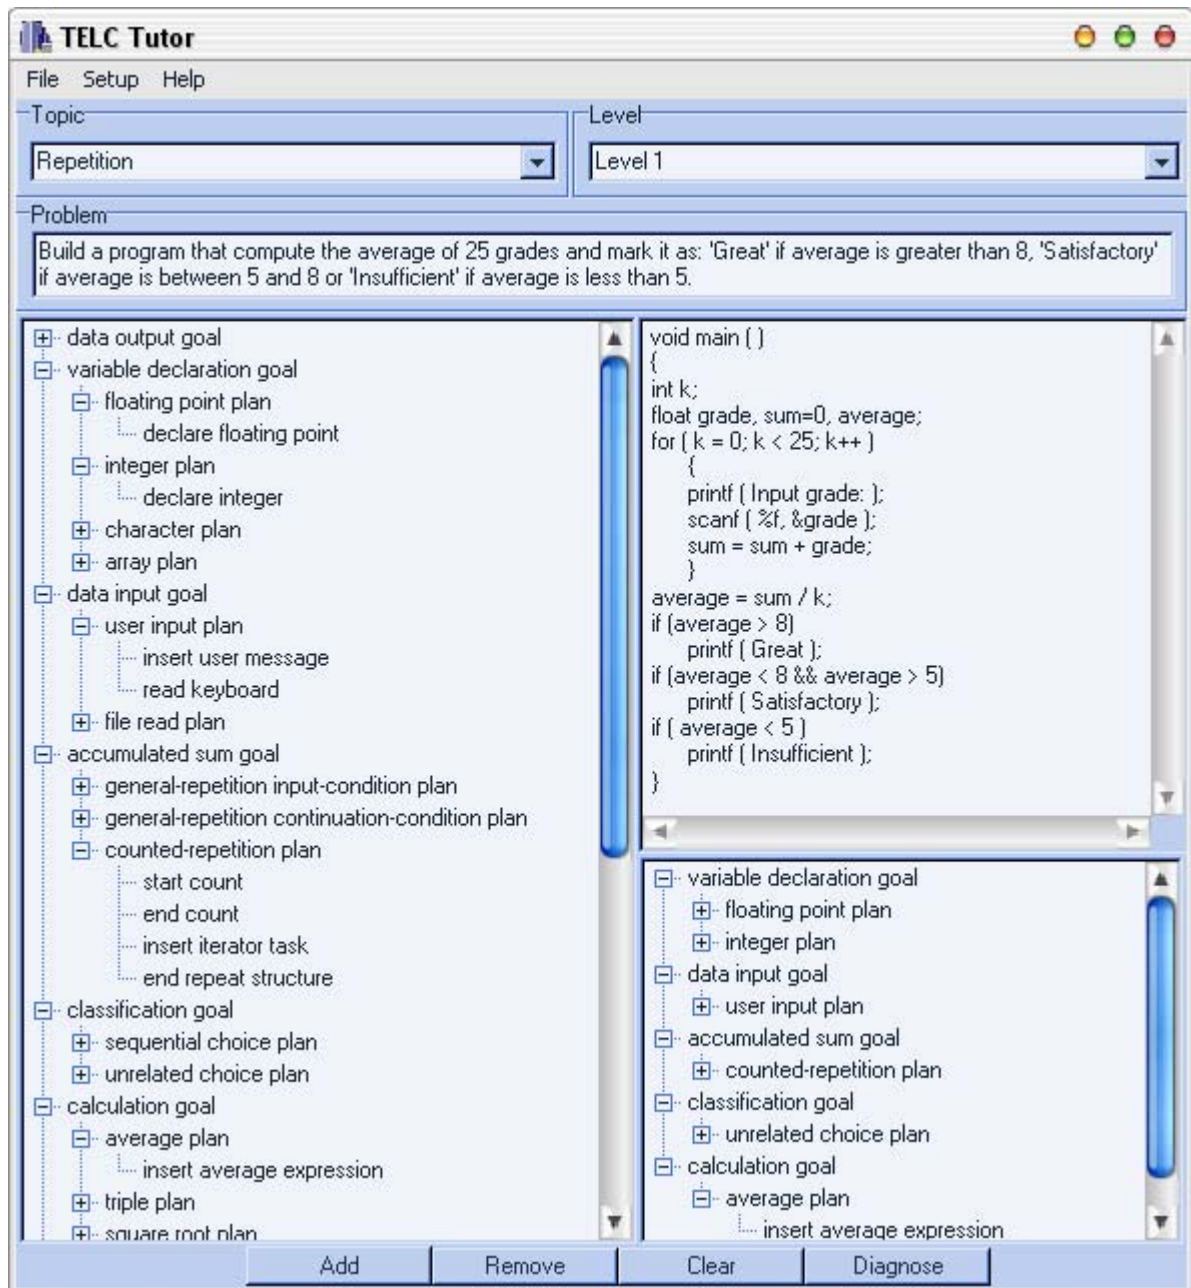 TELC Tutor
File Setup Help
Topic
Level
Repetition
Level 1
Problem
Build a program that compute the average of 25 grades and mark it as: 'Great' if average is greater than 8, 'Satisfactory'
if average is between 5 and 8 or 'Insufficient' if average is less than 5.
data output goal
variable declaration goal
floating point plan
declare floating point
integer plan
declare integer
character plan
array plan
data input goal
user input plan
insert user message
read keyboard
file read plan
accumulated sum goal
general-repetition input-condition plan
general-repetition continuation-condition plan
counted-repetition plan
start count
end count
insert iterator task
end repeat structure
classification goal
sequential choice plan
unrelated choice plan
calculation goal
average plan
insert average expression
triple plan
square root plan
void main ( )
{
int k;
float grade, sum=0, average;
for ( k = 0; k < 25; k++ )
{
printf ( Input grade: );
scanf ( %f, &grade );
sum = sum + grade;
}
average = sum / k;
if (average > 8)
printf ( Great );
if (average < 8 && average > 5)
printf ( Satisfactory );
if ( average < 5 )
printf ( Insufficient );
}
variable declaration goal
floating point plan
integer plan
data input goal
user input plan
accumulated sum goal
counted-repetition plan
classification goal
unrelated choice plan
calculation goal
average plan
insert average expression
Add Remove Clear Diagnose